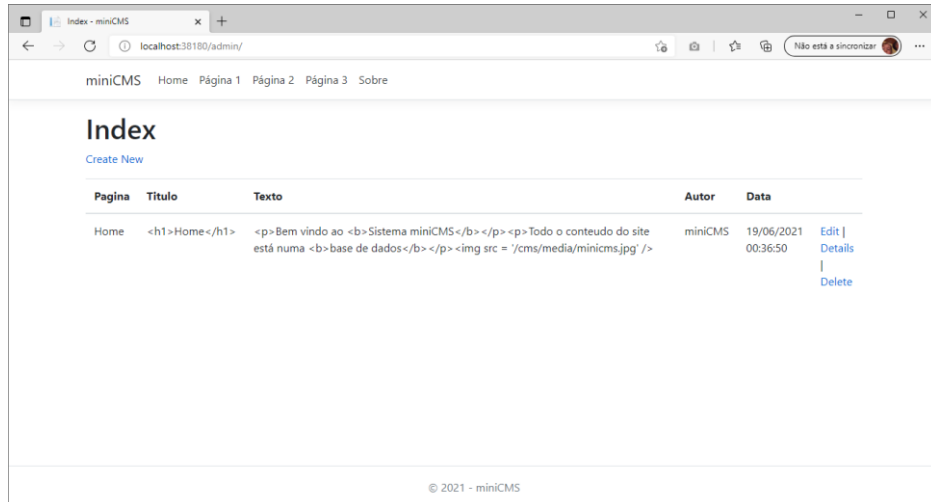 Index - miniCMS
localhost:38180/admin/
Não está a sincronizar
miniCMS Home Página 1 Página 2 Página 3 Sobre
Index
Create New
Pagina Titulo Texto Autor Data
Home <h1>Home</h1> <p>Bem vindo ao <b>Sistema miniCMS</b></p><p>Todo o conteudo do site miniCMS 19/06/2021 Edit |
está numa <b>base de dados</b></p><img src = '/cms/media/minicms.jpg' /> 00:36:50 Details
|
Delete
© 2021 - miniCMS